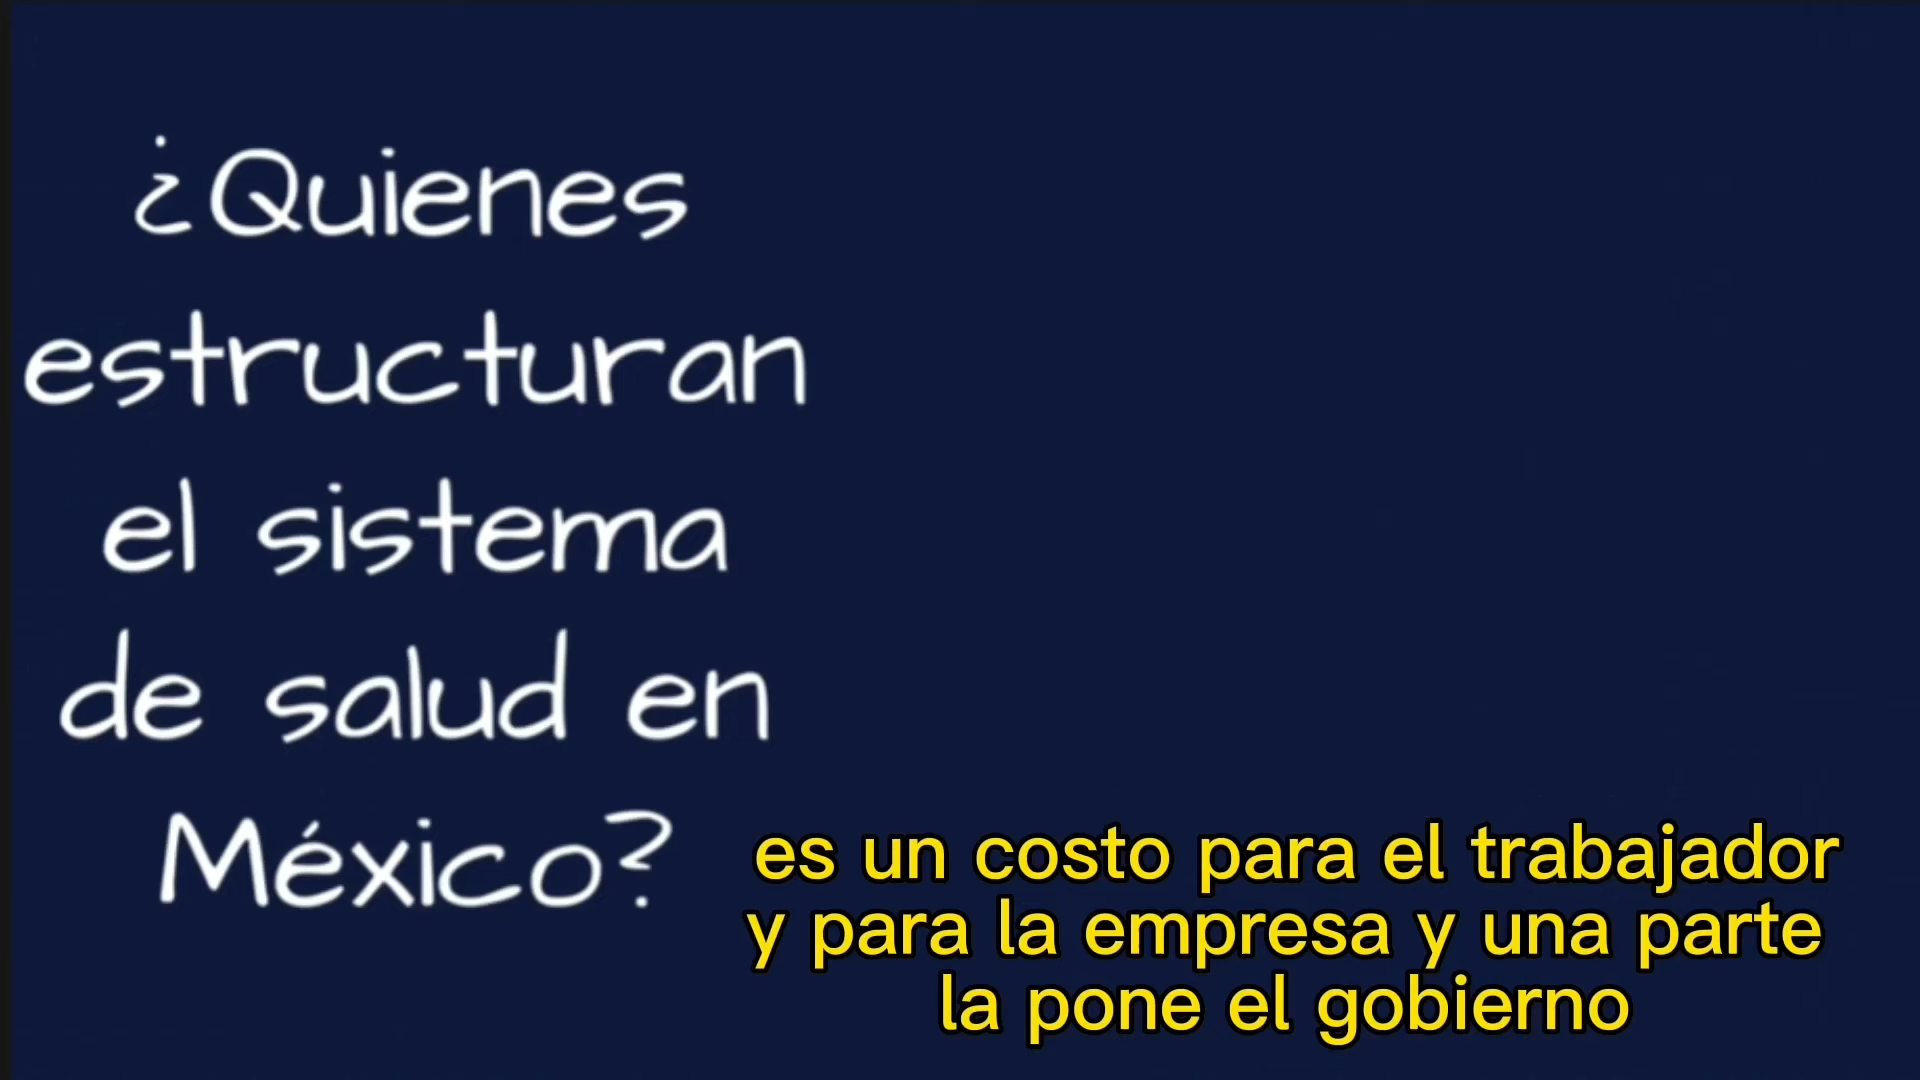 ¿Quienes
estructuran
el sistema
de salud en
México?
es un costo para el trabajador
y para la empresa y una parte
la pone el gobierno